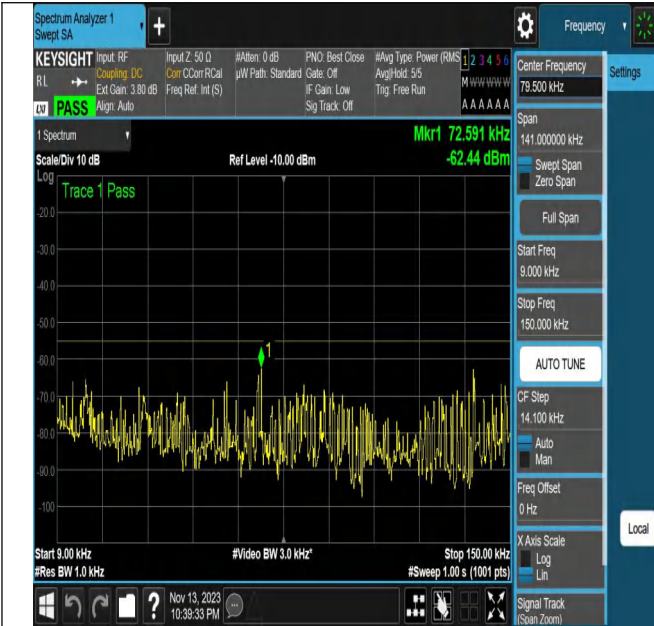 Spectrum Analyzer 1
Swept SA
+
Frequency
KEYSIGHT
RL
PASS
Input: RF
Coupling: DC
Ext Gain: 3.80 dB
Align: Auto
Input Z: 50 Ω
Corr CCorr RCal
Freq Ref: Int (S)
#Atten: 0 dB
µW Path: Standard
PNO: Best Close
Gate: Off
IF Gain: Low
Sig Track: Off
#Avg Type: Power (RMS
Avg|Hold: 5/5
Trig: Free Run
1 2 3 4 5 6
M W W W W W
A A A A A A
1 Spectrum
Scale/Div 10 dB
Ref Level -10.00 dBm
Mkr1 72.591 kHz
-62.44 dBm
Log
Trace 1 Pass
-20.0
-30.0
-40.0
-50.0
-60.0
-70.0
-80.0
-90.0
-100
1
Start 9.00 kHz
#Res BW 1.0 kHz
#Video BW 3.0 kHz*
Stop 150.00 kHz
#Sweep 1.00 s (1001 pts)
?
Nov 13, 2023
10:39:33 PM
Center Frequency
79.500 kHz
Settings
Span
141.000000 kHz
Swept Span
Zero Span
Full Span
Start Freq
9.000 kHz
Stop Freq
150.000 kHz
AUTO TUNE
CF Step
14.100 kHz
Auto
Man
Freq Offset
0 Hz
Local
X Axis Scale
Log
Lin
Signal Track
(Span Zoom)